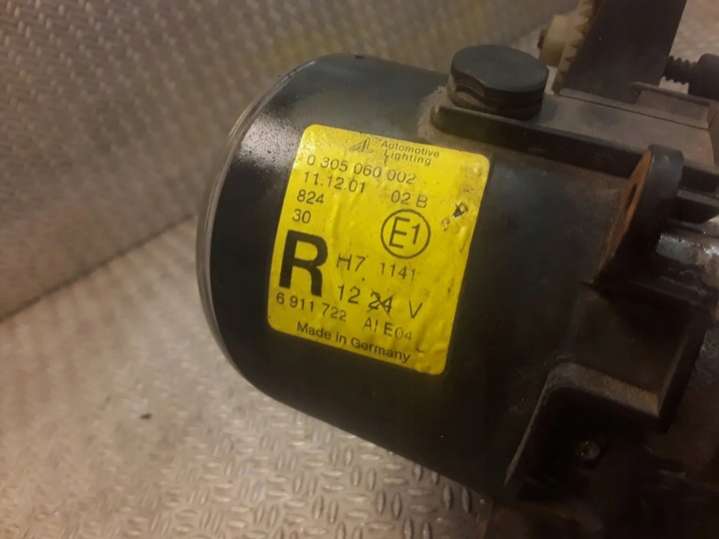 Automotive
Lighting
0 305 060 002
11.12.01 02 B
824
30
E1
R
H7 1141
12 24 V
6 911 722 AI E04
Made in Germany